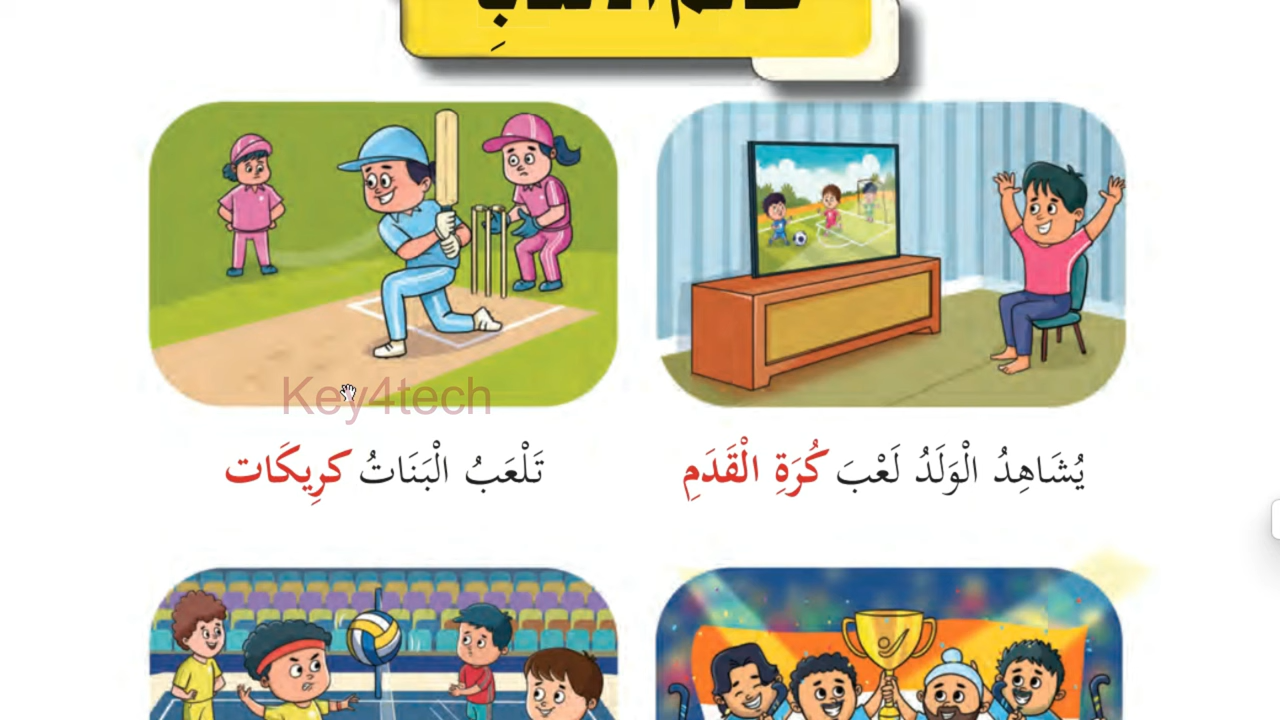 يُشَاهِدُ الْوَلَدُ لَعْبَ كُرَةِ الْقَدَمِ
تَلْعَبُ الْبَنَاتُ كرِيكَات
Key4tech